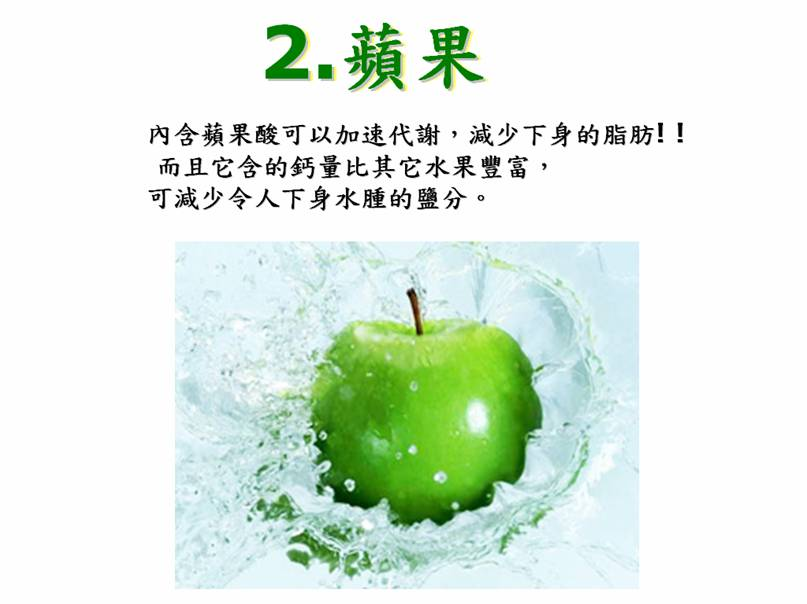 2.蘋果
內含蘋果酸可以加速代謝，減少下身的脂肪!！
而且它含的鈣量比其它水果豐富，
可減少令人下身水腫的鹽分。